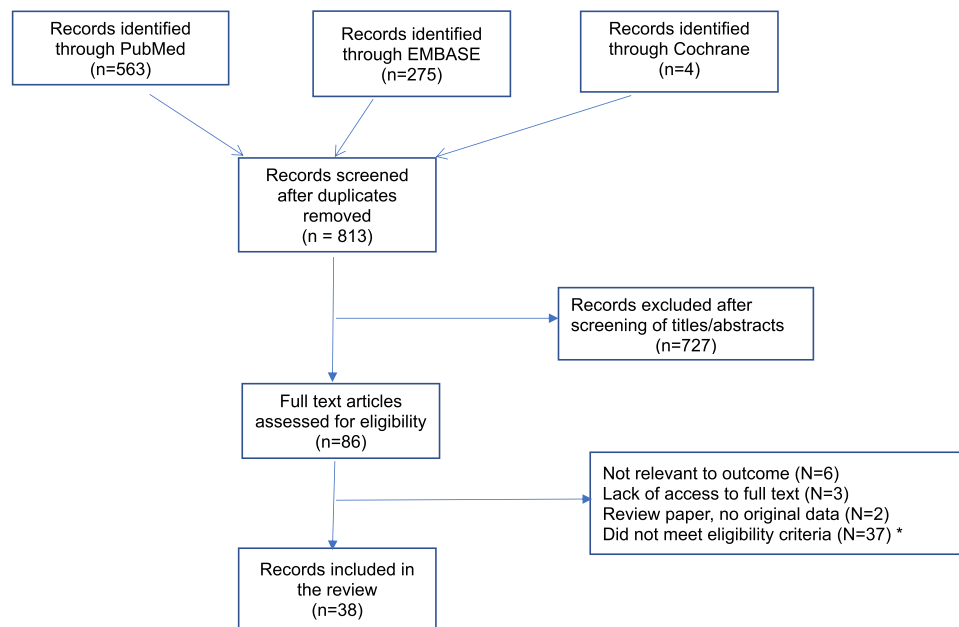 Records identified
through PubMed
(n=563)
Records identified
through EMBASE
(n=275)
Records identified
through Cochrane
(n=4)
Records screened
after duplicates
removed
(n = 813)
Records excluded after
screening of titles/abstracts
(n=727)
Full text articles
assessed for eligibility
(n=86)
Not relevant to outcome (N=6)
Lack of access to full text (N=3)
Review paper, no original data (N=2)
Did not meet eligibility criteria (N=37) *
Records included in
the review
(n=38)